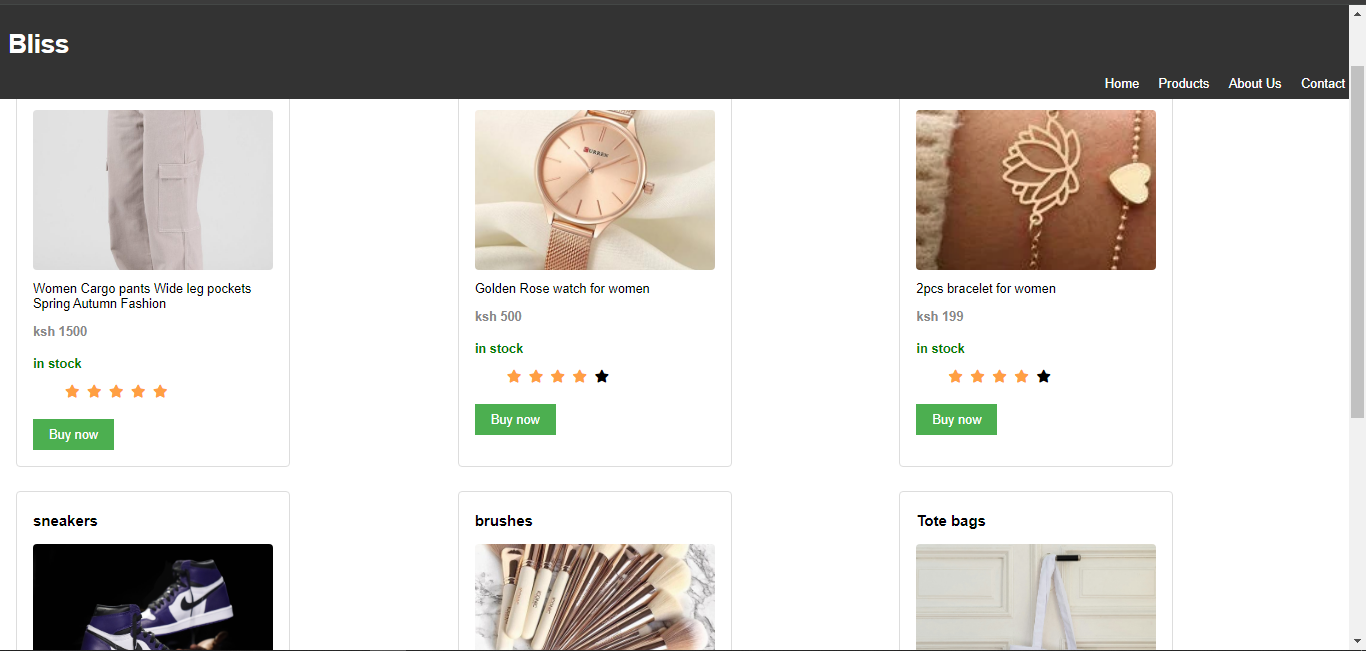 Bliss
Home Products About Us Contact
CURREN
Women Cargo pants Wide leg pockets
Spring Autumn Fashion
ksh 1500
in stock
Buy now
Golden Rose watch for women
ksh 500
in stock
Buy now
2pcs bracelet for women
ksh 199
in stock
Buy now
sneakers
brushes
Tote bags